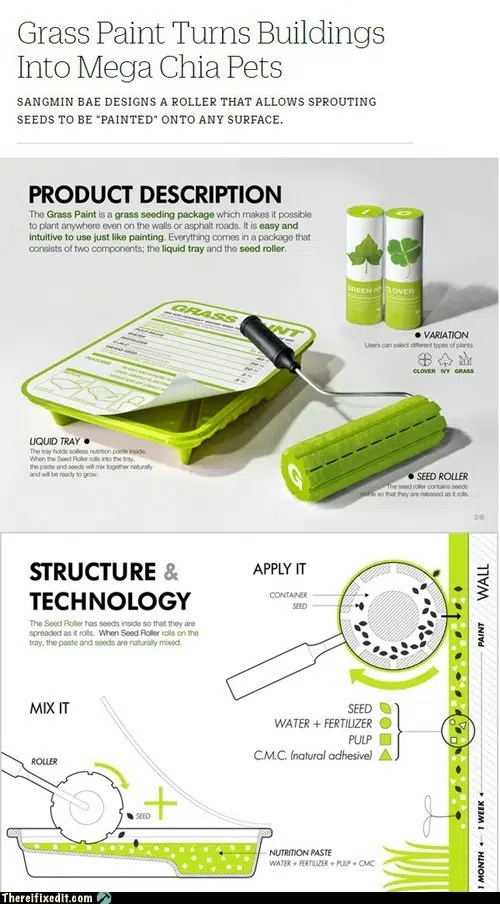 Grass Paint Turns Buildings
Into Mega Chia Pets
SANGMIN BAE DESIGNS A ROLLER THAT ALLOWS SPROUTING
SEEDS TO BE "PAINTED" ONTO ANY SURFACE.
PRODUCT DESCRIPTION
The Grass Paint is a grass seeding package which makes it possible
to plant anywhere even on the walls or asphalt roads. It is easy and
intuitive to use just like painting. Everything comes in a package that
consists of two components; the liquid tray and the seed roller.
GREEN
CLOVER
VARIATION
Users can select different types of plants.
CLOVER IVY GRASS
GRASS
LIQUID TRAY
The tray holds soilless nutrition paste inside.
When the Seed Roller rolls into the tray,
the paste and seeds will mix together naturally
and will be ready to grow.
G
SEED ROLLER
The seed roller contains seeds
inside so that they are released as it rolls.
2/6
STRUCTURE &
TECHNOLOGY
The Seed Roller has seeds inside so that they are
spreaded as it rolls. When Seed Roller rolls on the
tray, the paste and seeds are naturally mixed.
APPLY IT
CONTAINER
SEED
WALL
PAINT
SEED
WATER + FERTILIZER
PULP
C.M.C. (natural adhesive)
MIX IT
ROLLER
SEED
NUTRITION PASTE
WATER + FERTILIZER + PULP + CMC
1 WEEK
1 MONTH
Thereifixedit.com